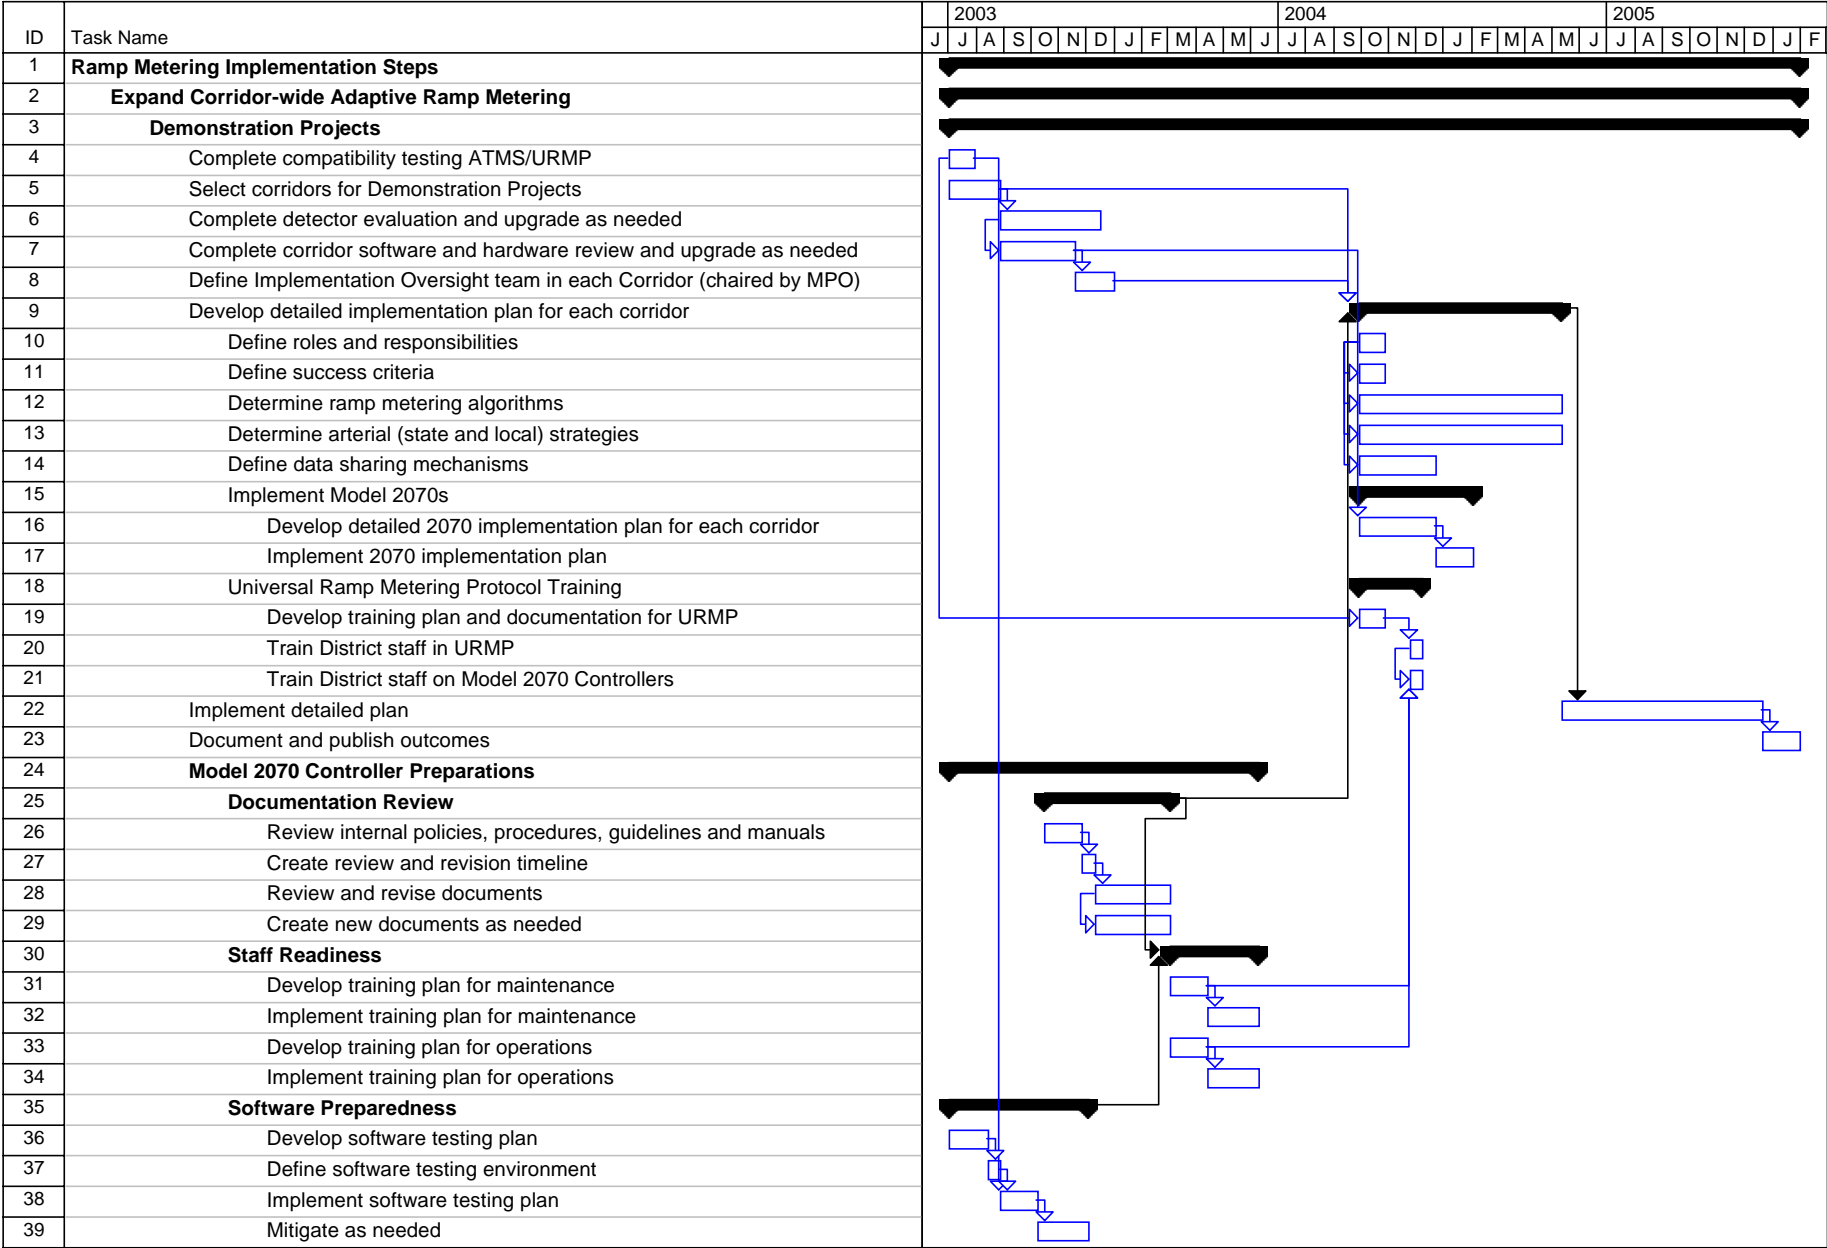 2003 2004 2005
ID Task Name J J A S O N D J F M A M J J A S O N D J F M A M J J A S O N D J F
1 Ramp Metering Implementation Steps
2 Expand Corridor-wide Adaptive Ramp Metering
3 Demonstration Projects
4 Complete compatibility testing ATMS/URMP
5 Select corridors for Demonstration Projects
6 Complete detector evaluation and upgrade as needed
7 Complete corridor software and hardware review and upgrade as needed
8 Define Implementation Oversight team in each Corridor (chaired by MPO)
9 Develop detailed implementation plan for each corridor
10 Define roles and responsibilities
11 Define success criteria
12 Determine ramp metering algorithms
13 Determine arterial (state and local) strategies
14 Define data sharing mechanisms
15 Implement Model 2070s
16 Develop detailed 2070 implementation plan for each corridor
17 Implement 2070 implementation plan
18 Universal Ramp Metering Protocol Training
19 Develop training plan and documentation for URMP
20 Train District staff in URMP
21 Train District staff on Model 2070 Controllers
22 Implement detailed plan
23 Document and publish outcomes
24 Model 2070 Controller Preparations
25 Documentation Review
26 Review internal policies, procedures, guidelines and manuals
27 Create review and revision timeline
28 Review and revise documents
29 Create new documents as needed
30 Staff Readiness
31 Develop training plan for maintenance
32 Implement training plan for maintenance
33 Develop training plan for operations
34 Implement training plan for operations
35 Software Preparedness
36 Develop software testing plan
37 Define software testing environment
38 Implement software testing plan
39 Mitigate as needed